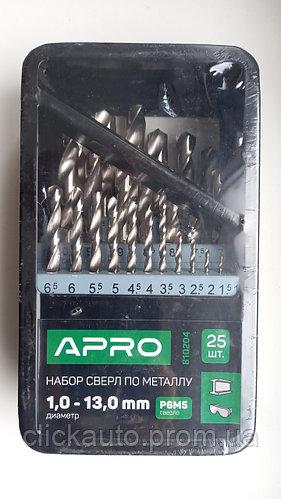 6⁵ 6 5⁵ 5 4⁵ 4 3⁵ 3 2⁵ 2 1⁵ 1
APRO
810204
25
шт.
НАБОР СВЕРЛ ПО МЕТАЛЛУ
1,0 - 13,0 mm
диаметр
P6M5
сверло
clickauto.prom.ua